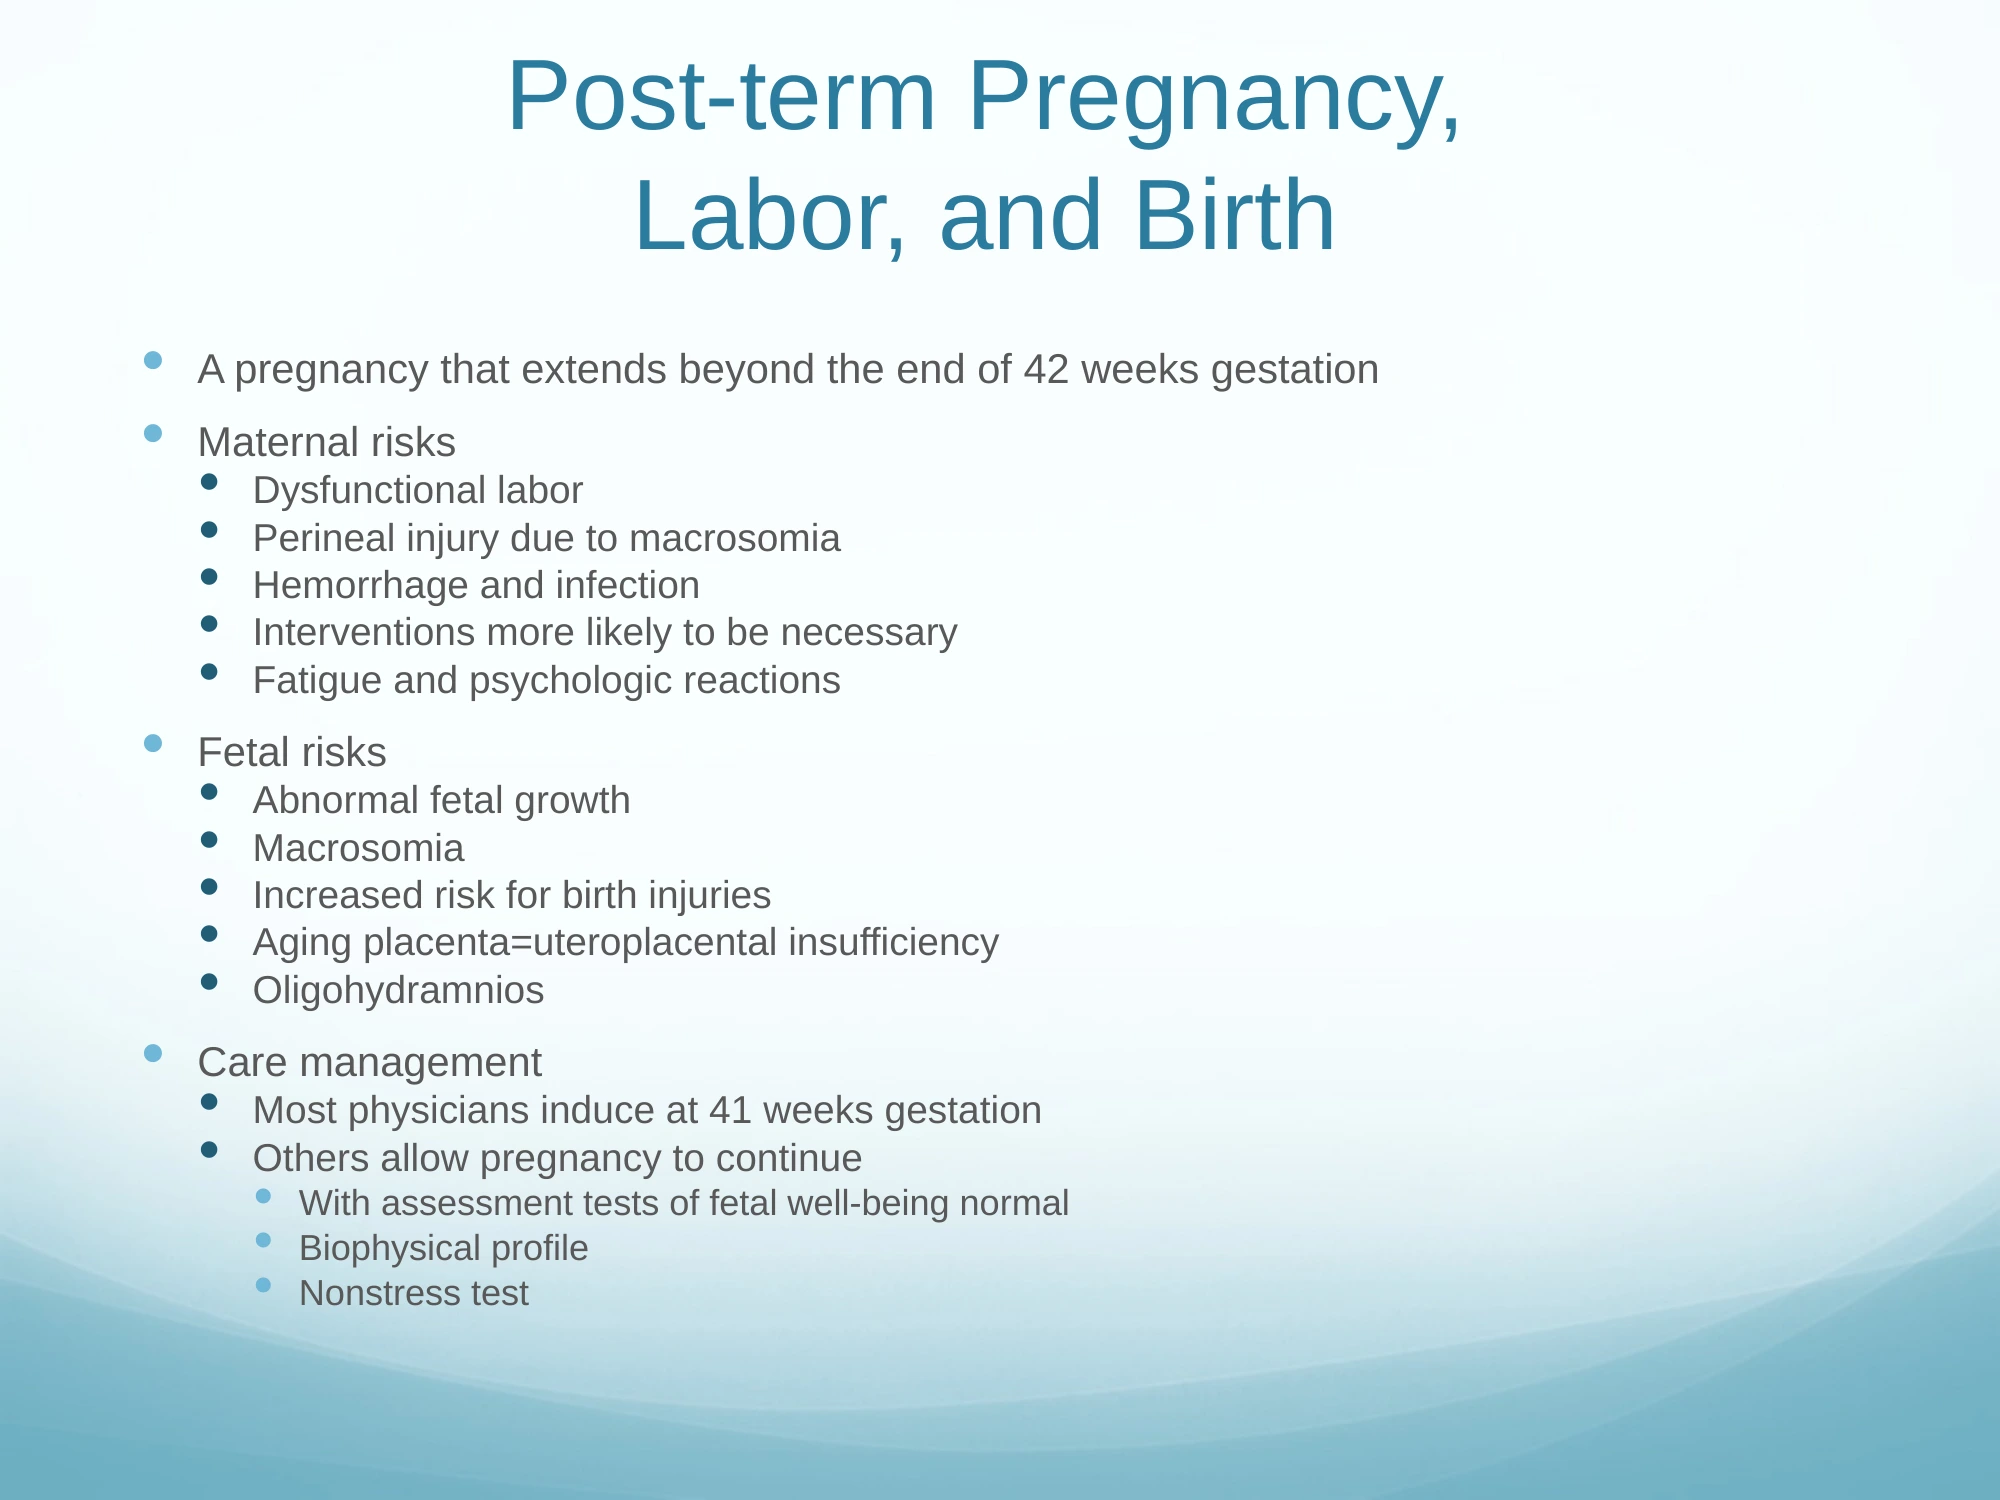 Post-term Pregnancy,
Labor, and Birth
A pregnancy that extends beyond the end of 42 weeks gestation
Maternal risks
Dysfunctional labor
Perineal injury due to macrosomia
Hemorrhage and infection
Interventions more likely to be necessary
Fatigue and psychologic reactions
Fetal risks
Abnormal fetal growth
Macrosomia
Increased risk for birth injuries
Aging placenta=uteroplacental insufficiency
Oligohydramnios
Care management
Most physicians induce at 41 weeks gestation
Others allow pregnancy to continue
With assessment tests of fetal well-being normal
Biophysical profile
Nonstress test